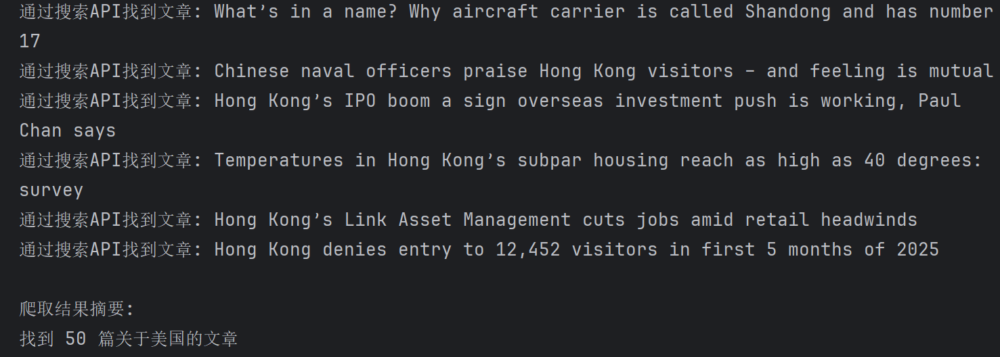 通过搜索API找到文章: What’s in a name? Why aircraft carrier is called Shandong and has number
17
通过搜索API找到文章: Chinese naval officers praise Hong Kong visitors – and feeling is mutual
通过搜索API找到文章: Hong Kong’s IPO boom a sign overseas investment push is working, Paul
Chan says
通过搜索API找到文章: Temperatures in Hong Kong’s subpar housing reach as high as 40 degrees:
survey
通过搜索API找到文章: Hong Kong’s Link Asset Management cuts jobs amid retail headwinds
通过搜索API找到文章: Hong Kong denies entry to 12,452 visitors in first 5 months of 2025
爬取结果摘要:
找到 50 篇关于美国的文章